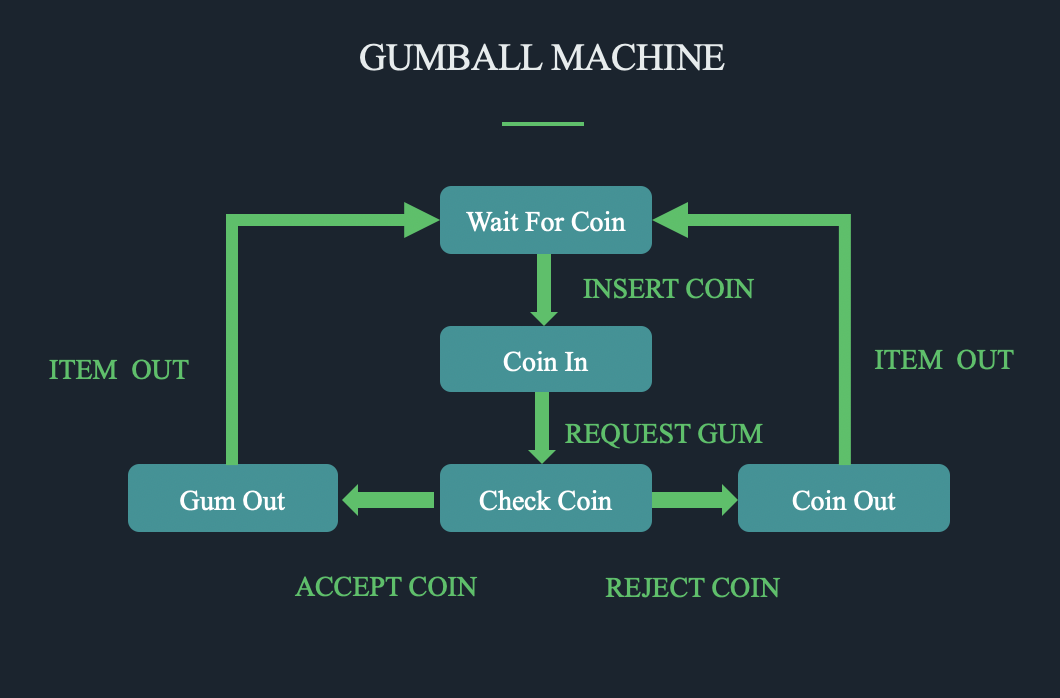 GUMBALL MACHINE
Wait For Coin
INSERT COIN
Coin In
ITEM  OUT
ITEM  OUT
REQUEST GUM
Gum Out
Check Coin
Coin Out
ACCEPT COIN
REJECT COIN